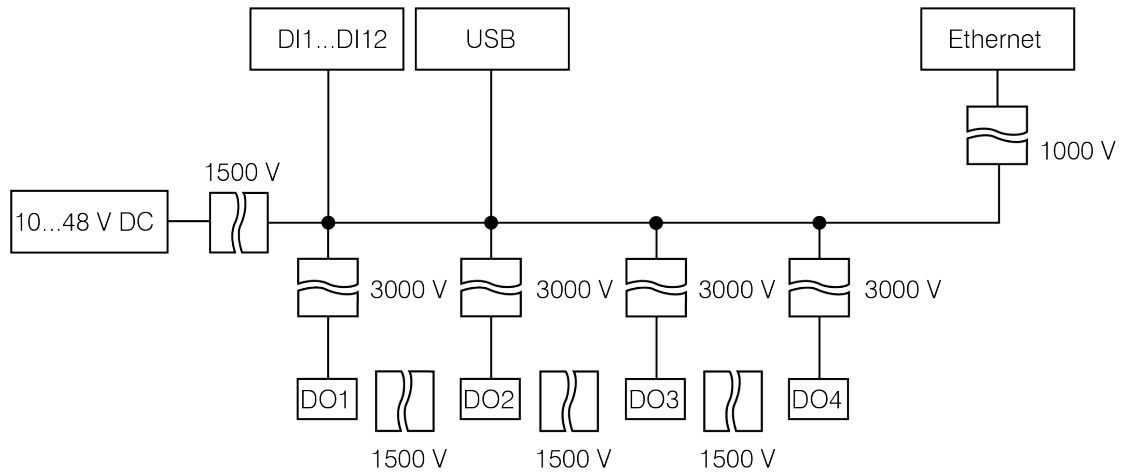 DI1...DI12
USB
Ethernet
1000 V
1500 V
10...48 V DC
3000 V
3000 V
3000 V
3000 V
DO1
DO2
DO3
DO4
1500 V
1500 V
1500 V